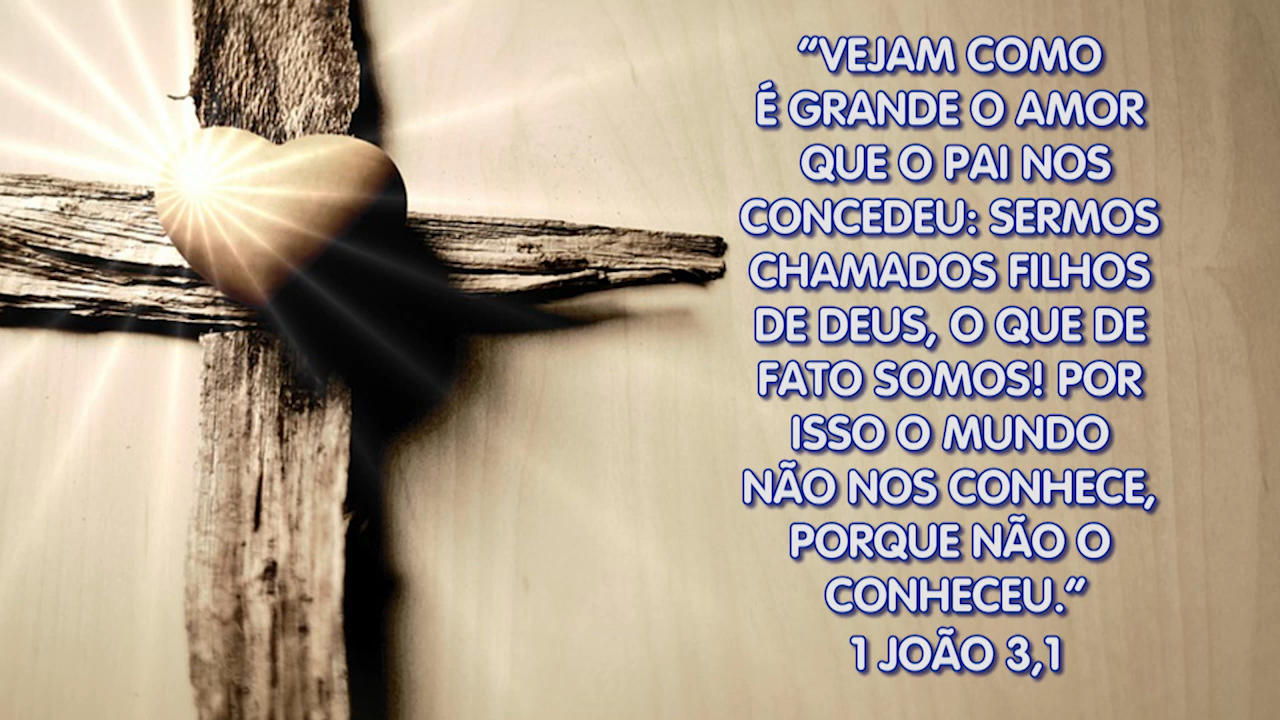 “VEJAM COMO
É GRANDE O AMOR
QUE O PAI NOS
CONCEDEU: SERMOS
CHAMADOS FILHOS
DE DEUS, O QUE DE
FATO SOMOS! POR
ISSO O MUNDO
NÃO NOS CONHECE,
PORQUE NÃO O
CONHECEU.“
1 JOÃO 3,1